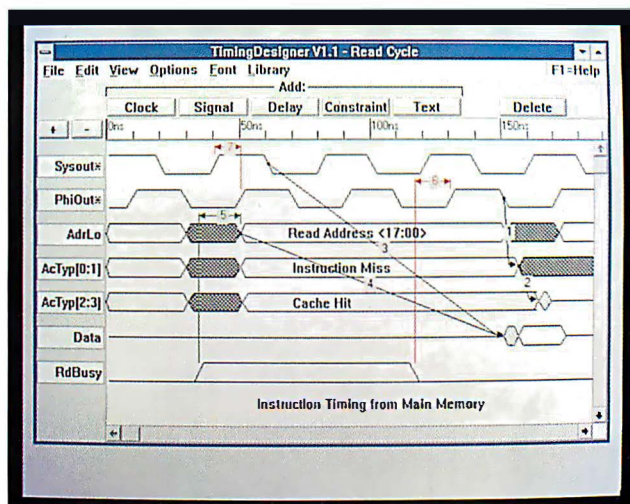 TimingDesigner V1.1 - Read Cycle
File Edit View Options Font Library F1=Help
Add:
Clock Signal Delay Constraint Text Delete
+ -
0ns 50ns 100ns 150ns
Sysout*
7
PhiOut*
6
AdrLo
5
Read Address <17:00>
1
3
AcTyp[0:1]
Instruction Miss
4
2
AcTyp[2:3]
Cache Hit
Data
RdBusy
Instruction Timing from Main Memory